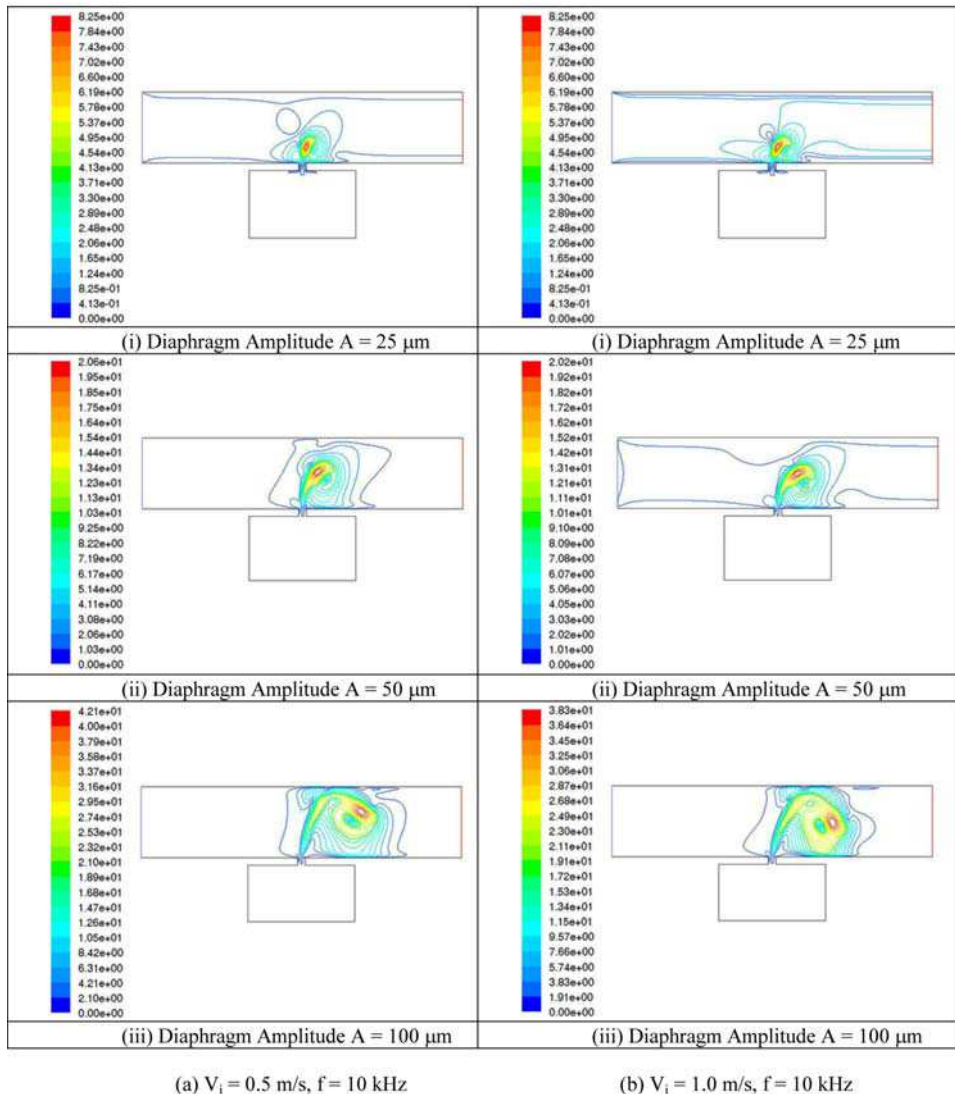 8.25e+00
7.84e+00
7.43e+00
7.02e+00
6.60e+00
6.19e+00
5.78e+00
5.37e+00
4.95e+00
4.54e+00
4.13e+00
3.71e+00
3.30e+00
2.89e+00
2.48e+00
2.06e+00
1.65e+00
1.24e+00
8.25e-01
4.13e-01
0.00e+00
(i) Diaphragm Amplitude A = 25 μm
8.25e+00
7.84e+00
7.43e+00
7.02e+00
6.60e+00
6.19e+00
5.78e+00
5.37e+00
4.95e+00
4.54e+00
4.13e+00
3.71e+00
3.30e+00
2.89e+00
2.48e+00
2.06e+00
1.65e+00
1.24e+00
8.25e-01
4.13e-01
0.00e+00
(i) Diaphragm Amplitude A = 25 μm
2.06e+01
1.95e+01
1.85e+01
1.75e+01
1.64e+01
1.54e+01
1.44e+01
1.34e+01
1.23e+01
1.13e+01
1.03e+01
9.25e+00
8.22e+00
7.19e+00
6.17e+00
5.14e+00
4.11e+00
3.08e+00
2.06e+00
1.03e+00
0.00e+00
(ii) Diaphragm Amplitude A = 50 μm
2.02e+01
1.92e+01
1.82e+01
1.72e+01
1.62e+01
1.52e+01
1.42e+01
1.31e+01
1.21e+01
1.11e+01
1.01e+01
9.10e+00
8.09e+00
7.08e+00
6.07e+00
5.06e+00
4.05e+00
3.03e+00
2.02e+00
1.01e+00
0.00e+00
(ii) Diaphragm Amplitude A = 50 μm
4.21e+01
4.00e+01
3.79e+01
3.58e+01
3.37e+01
3.16e+01
2.95e+01
2.74e+01
2.53e+01
2.32e+01
2.10e+01
1.89e+01
1.68e+01
1.47e+01
1.26e+01
1.05e+01
8.42e+00
6.31e+00
4.21e+00
2.10e+00
0.00e+00
(iii) Diaphragm Amplitude A = 100 μm
3.83e+01
3.64e+01
3.45e+01
3.25e+01
3.06e+01
2.87e+01
2.68e+01
2.49e+01
2.30e+01
2.11e+01
1.91e+01
1.72e+01
1.53e+01
1.34e+01
1.15e+01
9.57e+00
7.66e+00
5.74e+00
3.83e+00
1.91e+00
0.00e+00
(iii) Diaphragm Amplitude A = 100 μm
(a) Vi = 0.5 m/s, f = 10 kHz
(b) Vi = 1.0 m/s, f = 10 kHz